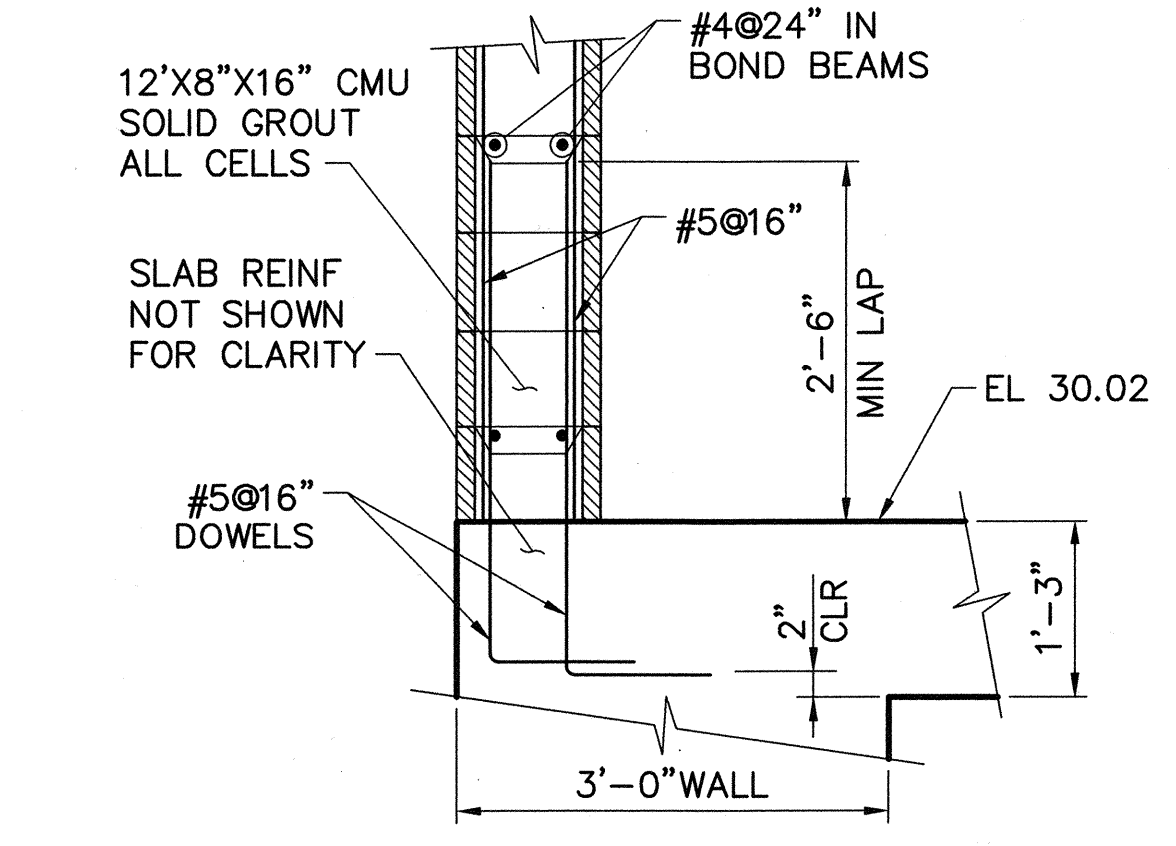 #4@24" IN
BOND BEAMS
12'X8"X16" CMU
SOLID GROUT
ALL CELLS
#5@16"
SLAB REINF
NOT SHOWN
FOR CLARITY
2'-6"
MIN LAP
EL 30.02
#5@16"
DOWELS
2"
CLR
1'-3"
3'-0"WALL